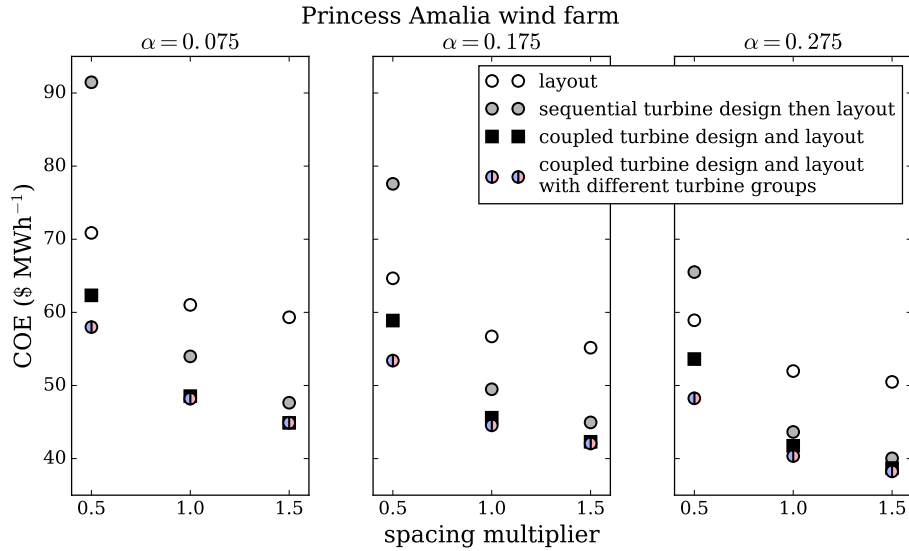 Princess Amalia wind farm
α = 0.075
α = 0.175
α = 0.275
layout
sequential turbine design then layout
coupled turbine design and layout
coupled turbine design and layout
with different turbine groups
COE ($ MWh⁻¹)
90
80
70
60
50
40
0.5 1.0 1.5
0.5 1.0 1.5
0.5 1.0 1.5
spacing multiplier